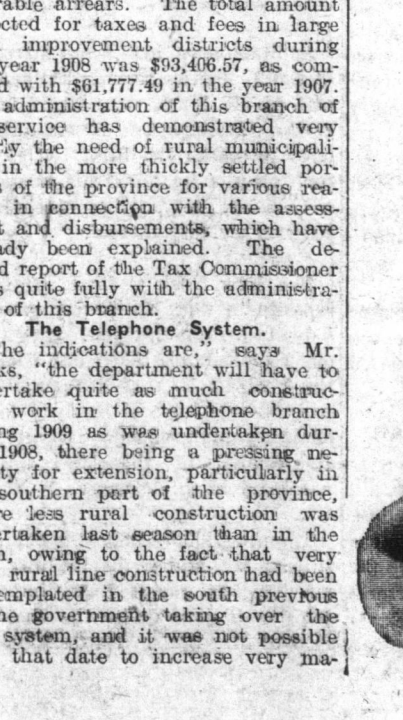 rable arrears. The total amount
cted for taxes and fees in large
improvement districts during
year 1908 was $93,406.57, as com-
d with $61,777.49 in the year 1907.
administration of this branch of
service has demonstrated very
ly the need of rural municipali-
in the more thickly settled por-
s of the province for various rea-
in connection with the assess-
t and disbursements, which have
ady been explained. The de-
d report of the Tax Commissioner
s quite fully with the administra-
of this branch.
The Telephone System.
he indications are," says Mr.
ks, "the department will have to
ertake quite as much construc-
work in the telephone branch
ng 1909 as was undertaken dur-
1908, there being a pressing ne-
ty for extension, particularly in
southern part of the province,
re less rural construction was
ertaken last season than in the
h, owing to the fact that very
rural line construction had been
emplated in the south previous
he government taking over the
system, and it was not possible
that date to increase very ma-